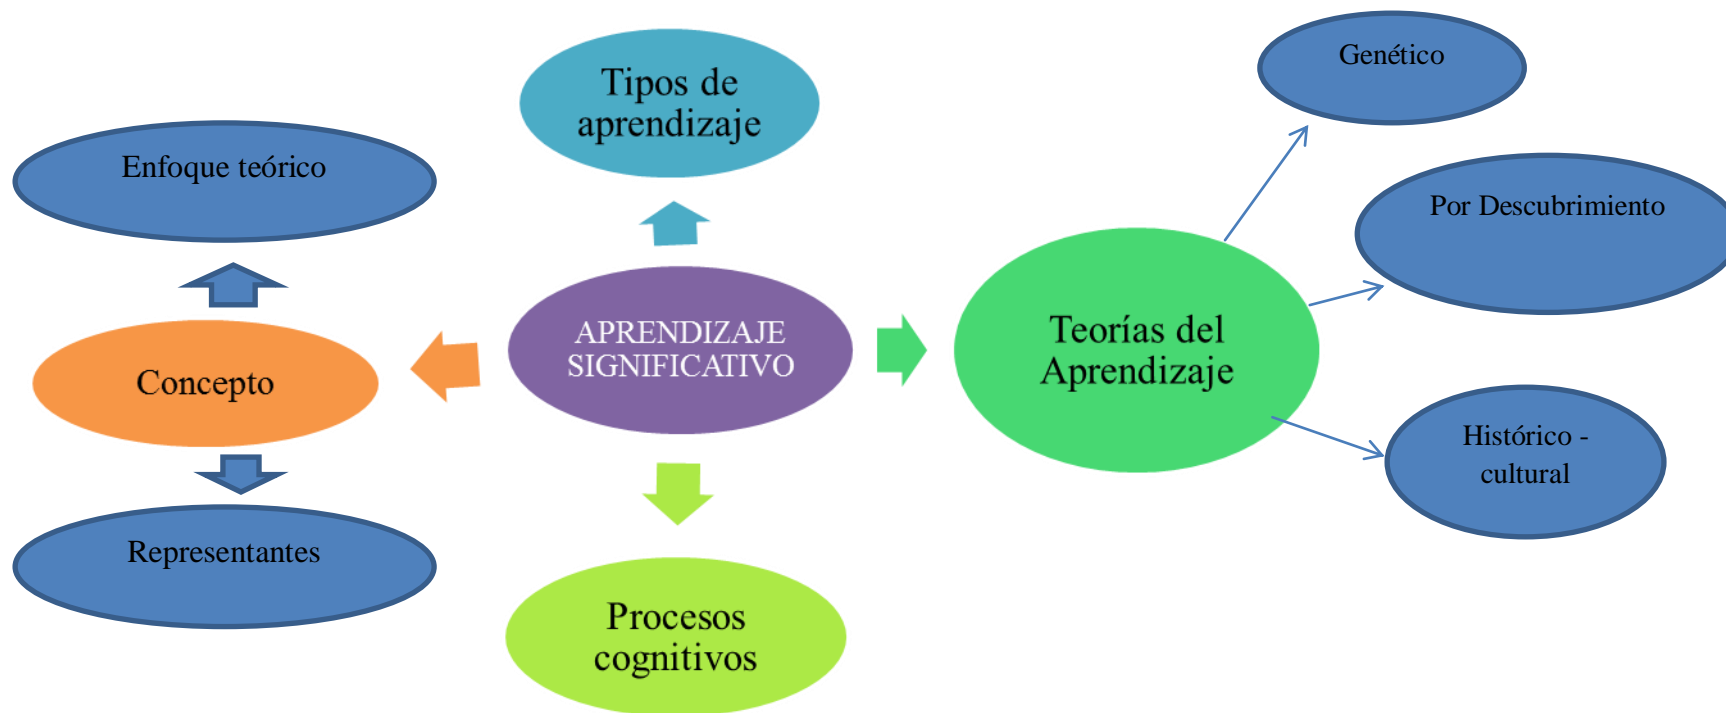 Genético
Tipos de
aprendizaje
Enfoque teórico
Por Descubrimiento
APRENDIZAJE
SIGNIFICATIVO
Teorías del
Aprendizaje
Concepto
Histórico -
cultural
Representantes
Procesos
cognitivos